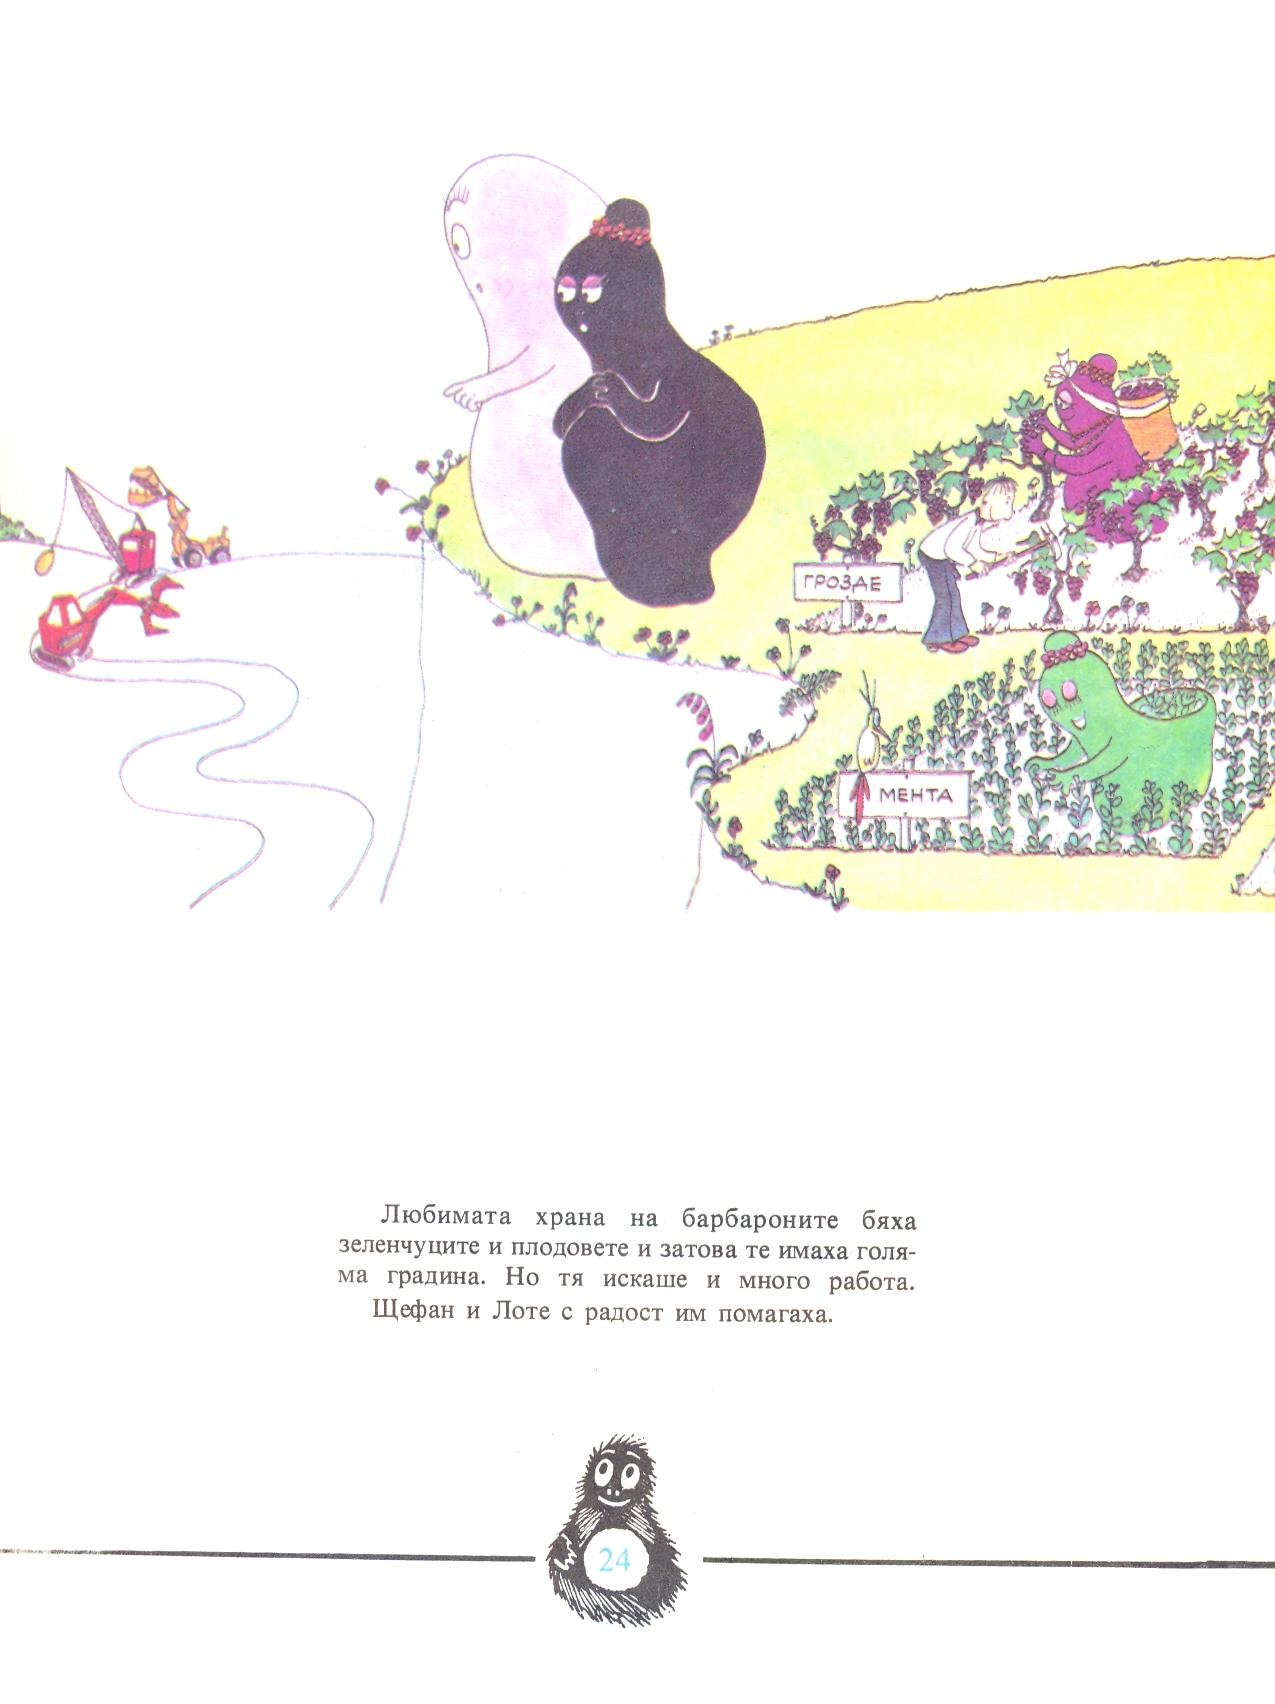 ГРОЗДЕ
МЕНТА
Любимата храна на барбароните бяха
зеленчуците и плодовете и затова те имаха голя-
ма градина. Но тя искаше и много работа.
Щефан и Лоте с радост им помагаха.
24